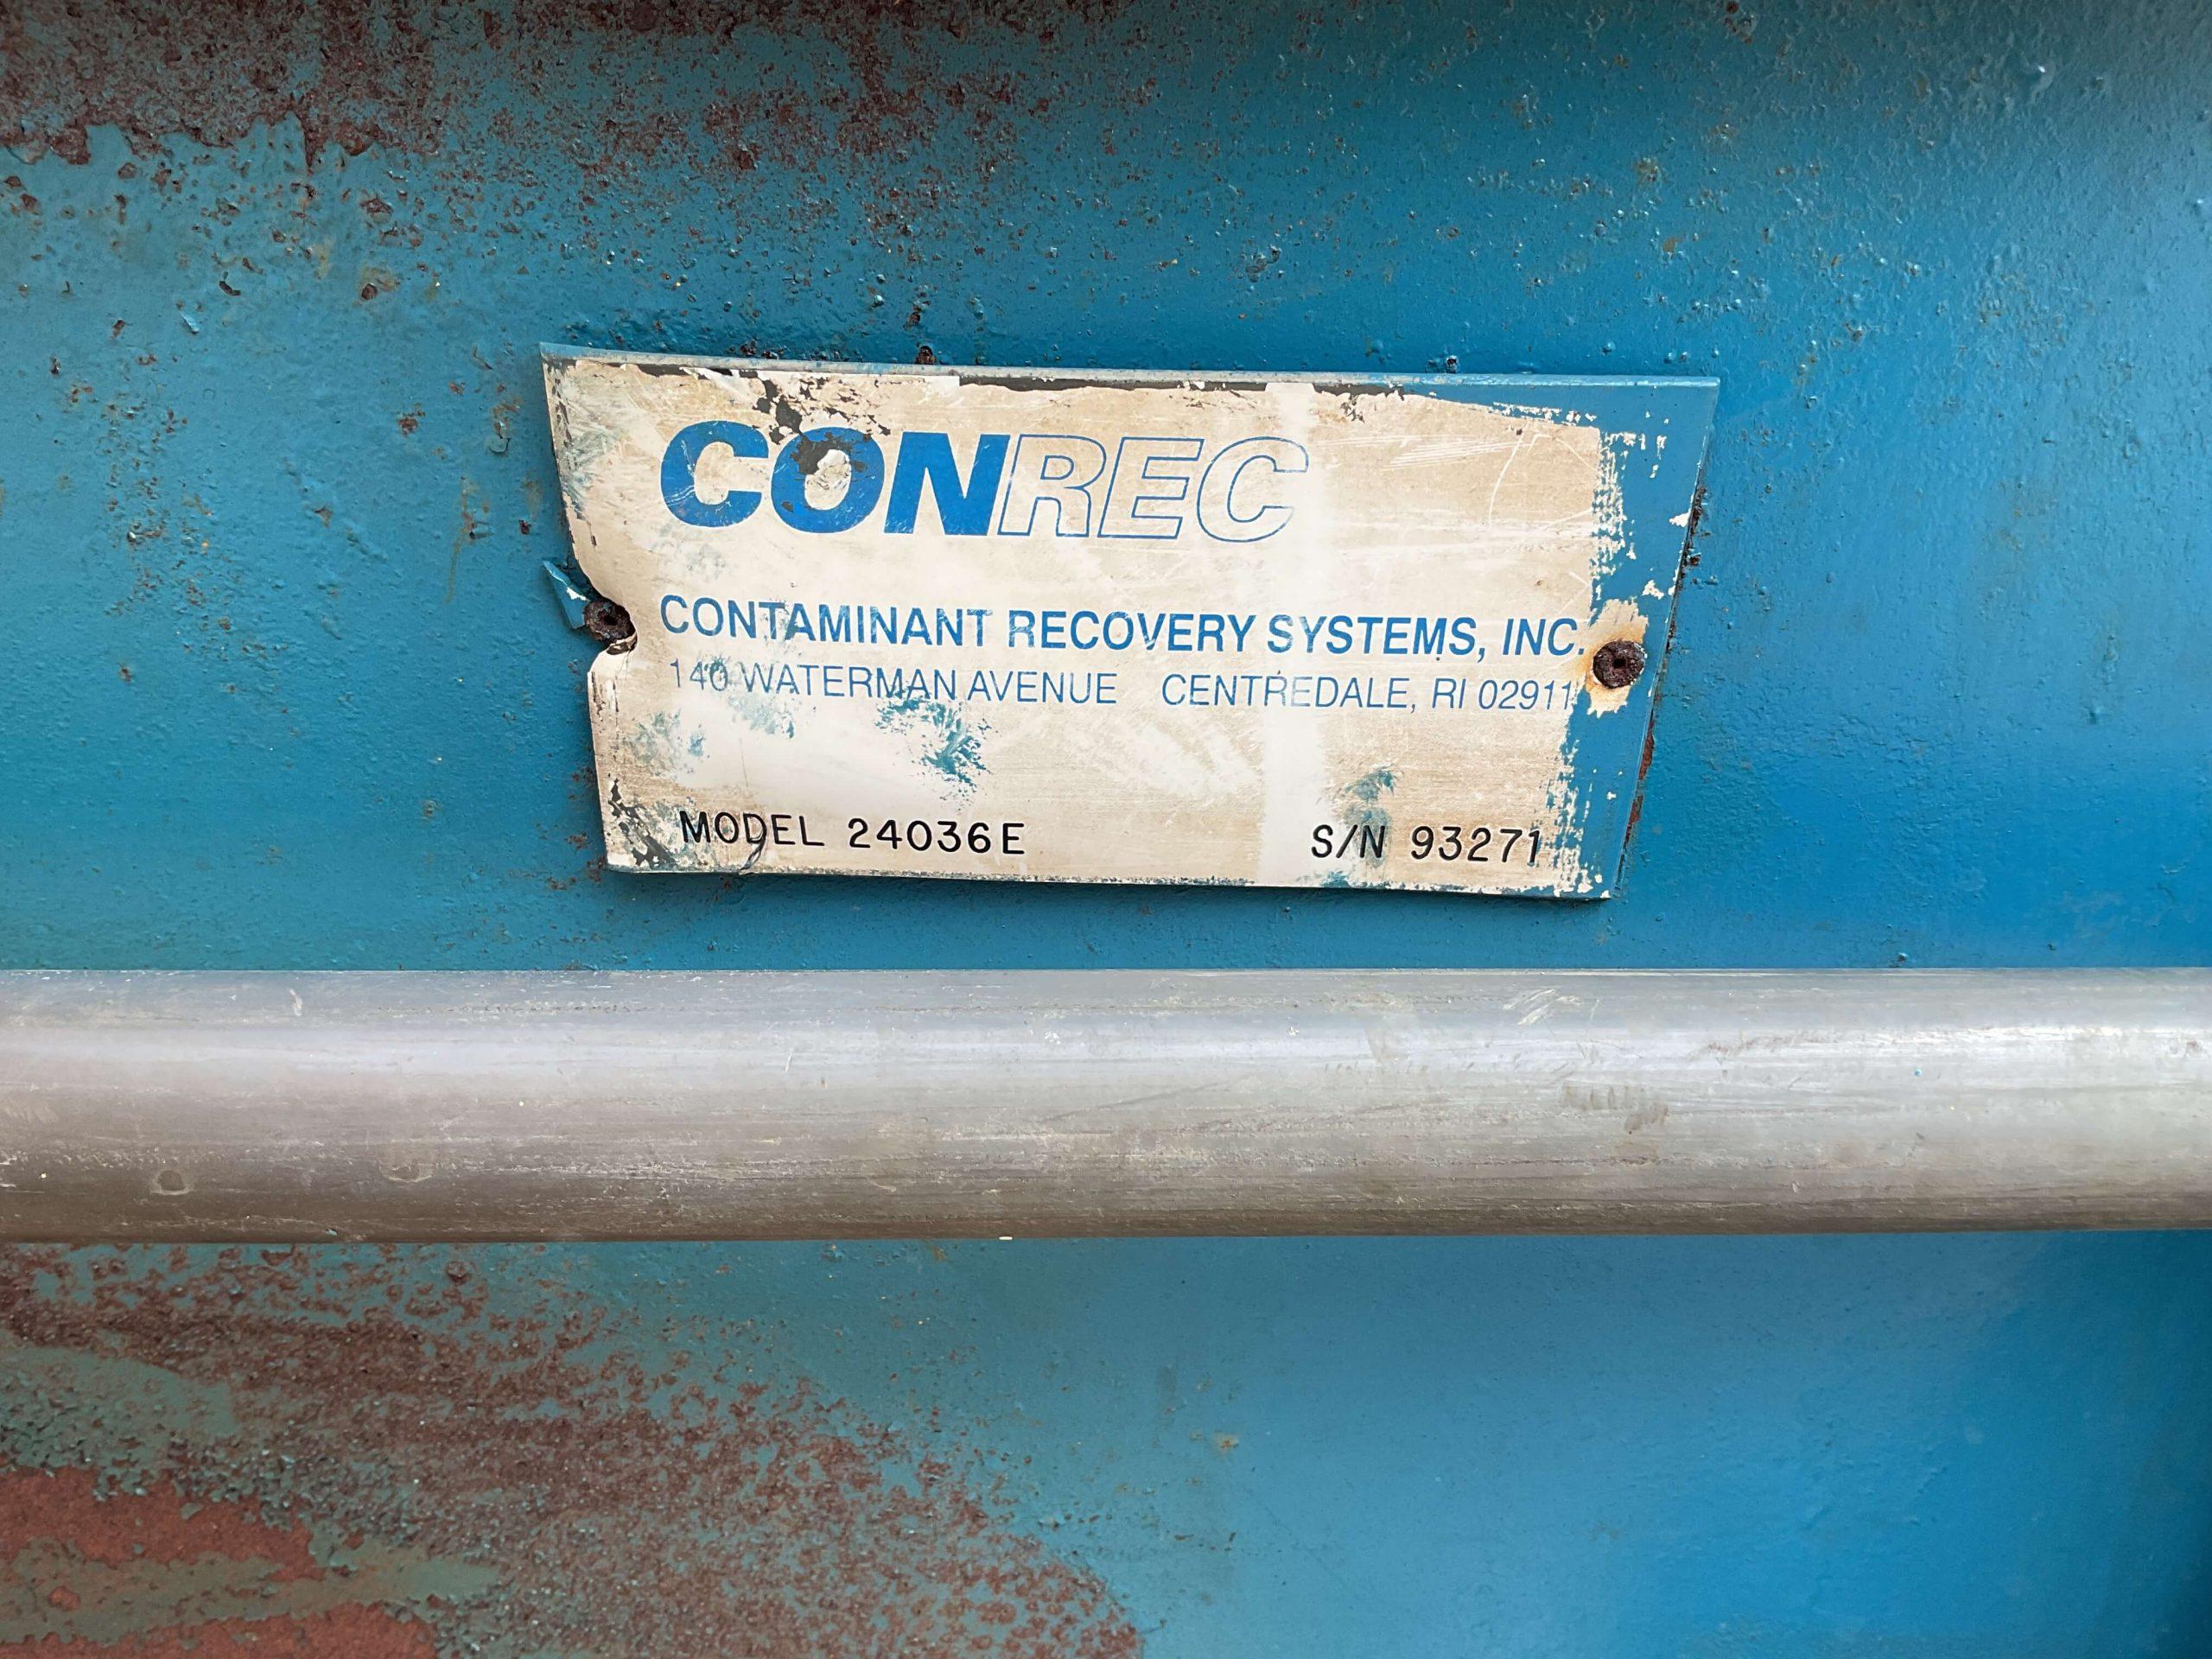 CONREC
CONTAMINANT RECOVERY SYSTEMS, INC.
140 WATERMAN AVENUE CENTREDALE, RI 02911
MODEL 24036E S/N 93271